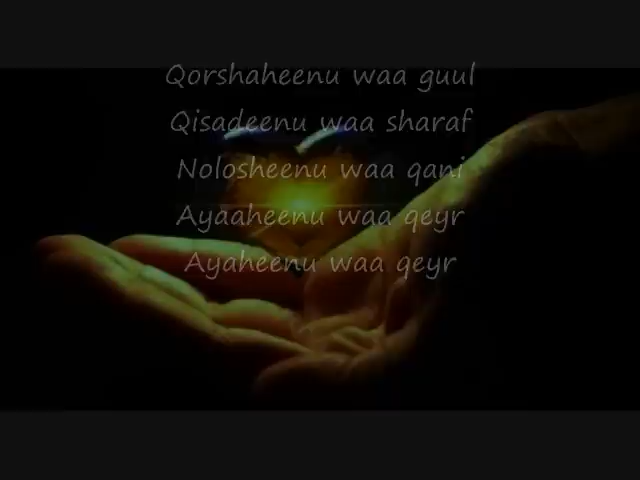 Qorshaheenu waa guul
Qisadeenu waa sharaf
Nolosheenu waa qani
Ayaaheenu waa qeyr
Ayaheenu waa qeyr